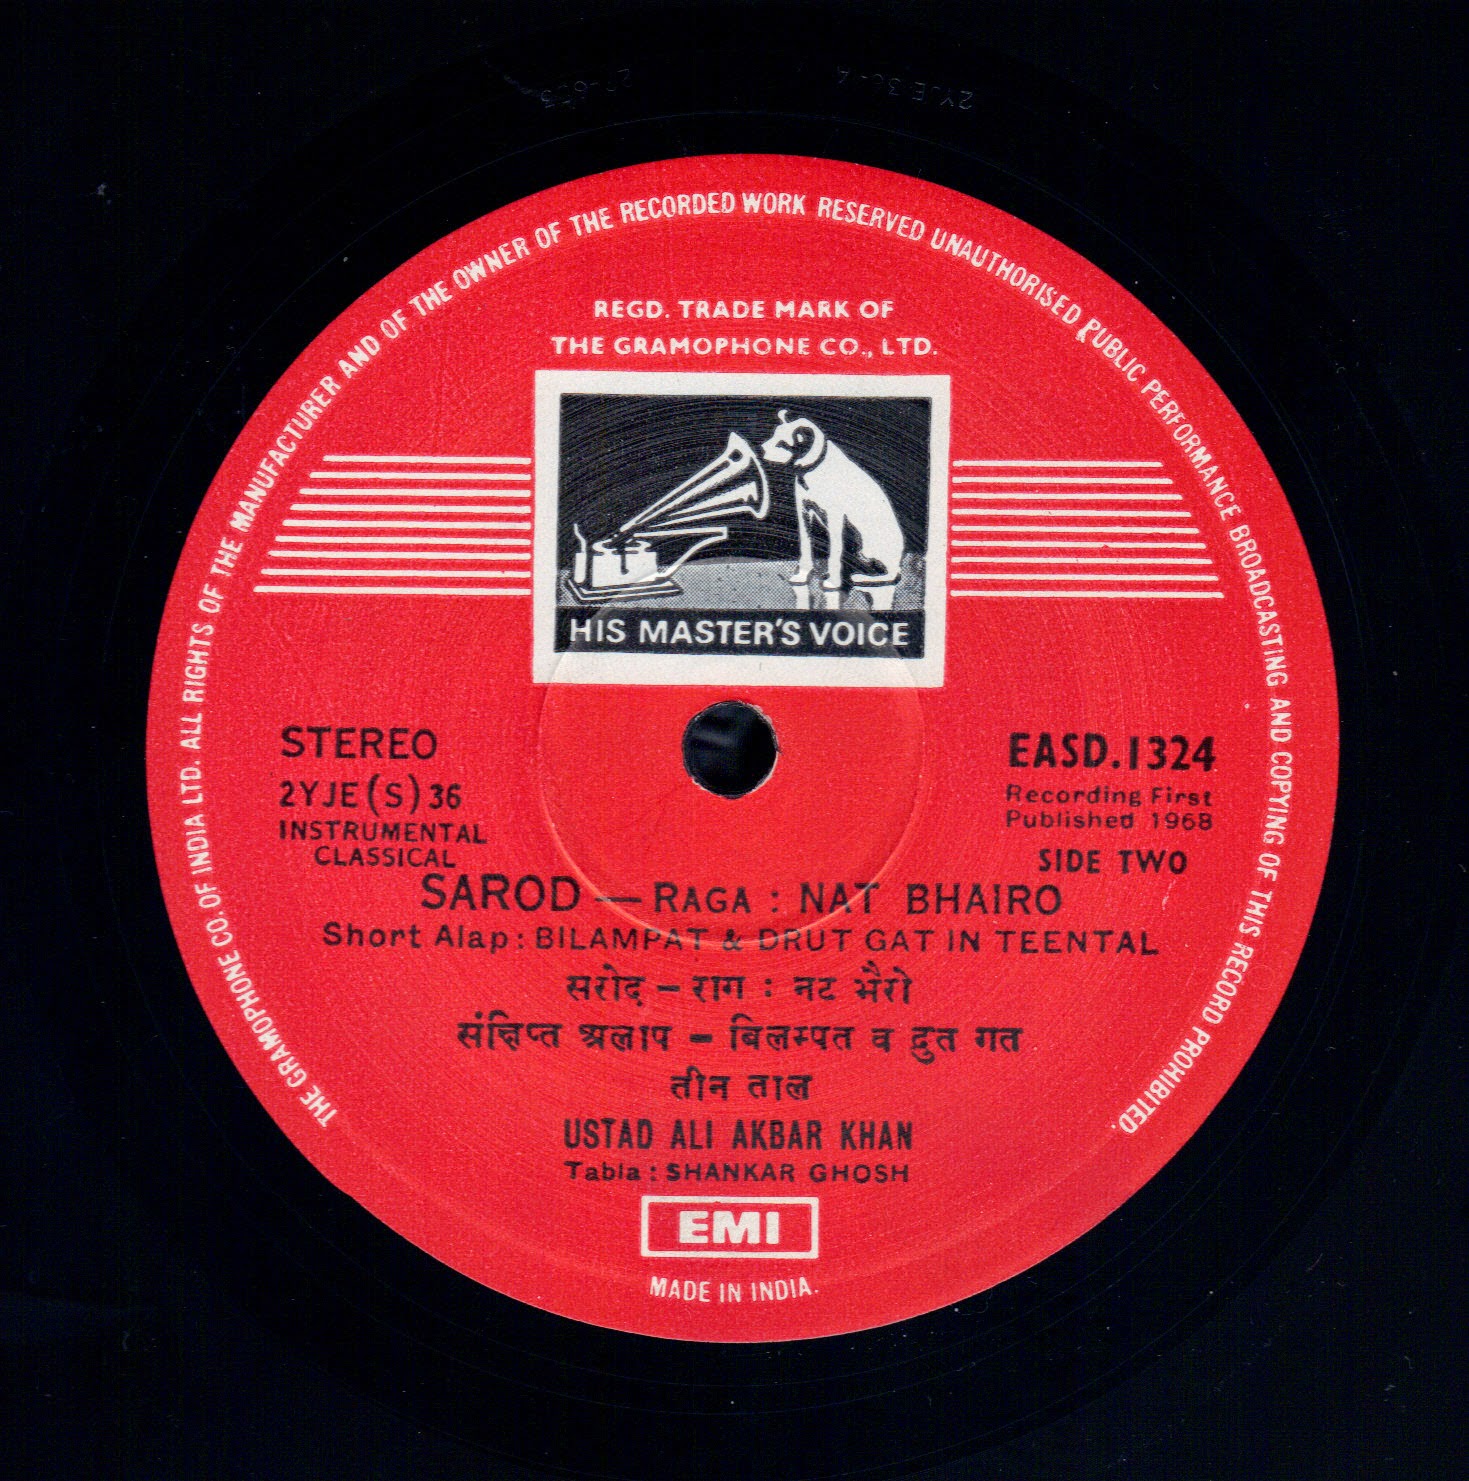 THE GRAMOPHONE CO. OF INDIA LTD. ALL RIGHTS OF THE MANUFACTURER AND OF THE OWNER OF THE RECORDED WORK RESERVED UNAUTHORISED PUBLIC PERFORMANCE BROADCASTING AND COPYING OF THIS RECORD PROHIBITED.
REGD. TRADE MARK OF
THE GRAMOPHONE CO., LTD.
HIS MASTER'S VOICE
STEREO
2YJE(S)36
INSTRUMENTAL
CLASSICAL
EASD.1324
Recording First
Published 1968
SIDE TWO
SAROD — RAGA : NAT BHAIRO
Short Alap : BILAMPAT & DRUT GAT IN TEENTAL
सरोद – राग : नट भैरो
संक्षिप्त अलाप – बिलम्पत व द्रुत गत
तीन ताल
USTAD ALI AKBAR KHAN
Tabla : SHANKAR GHOSH
EMI
MADE IN INDIA.